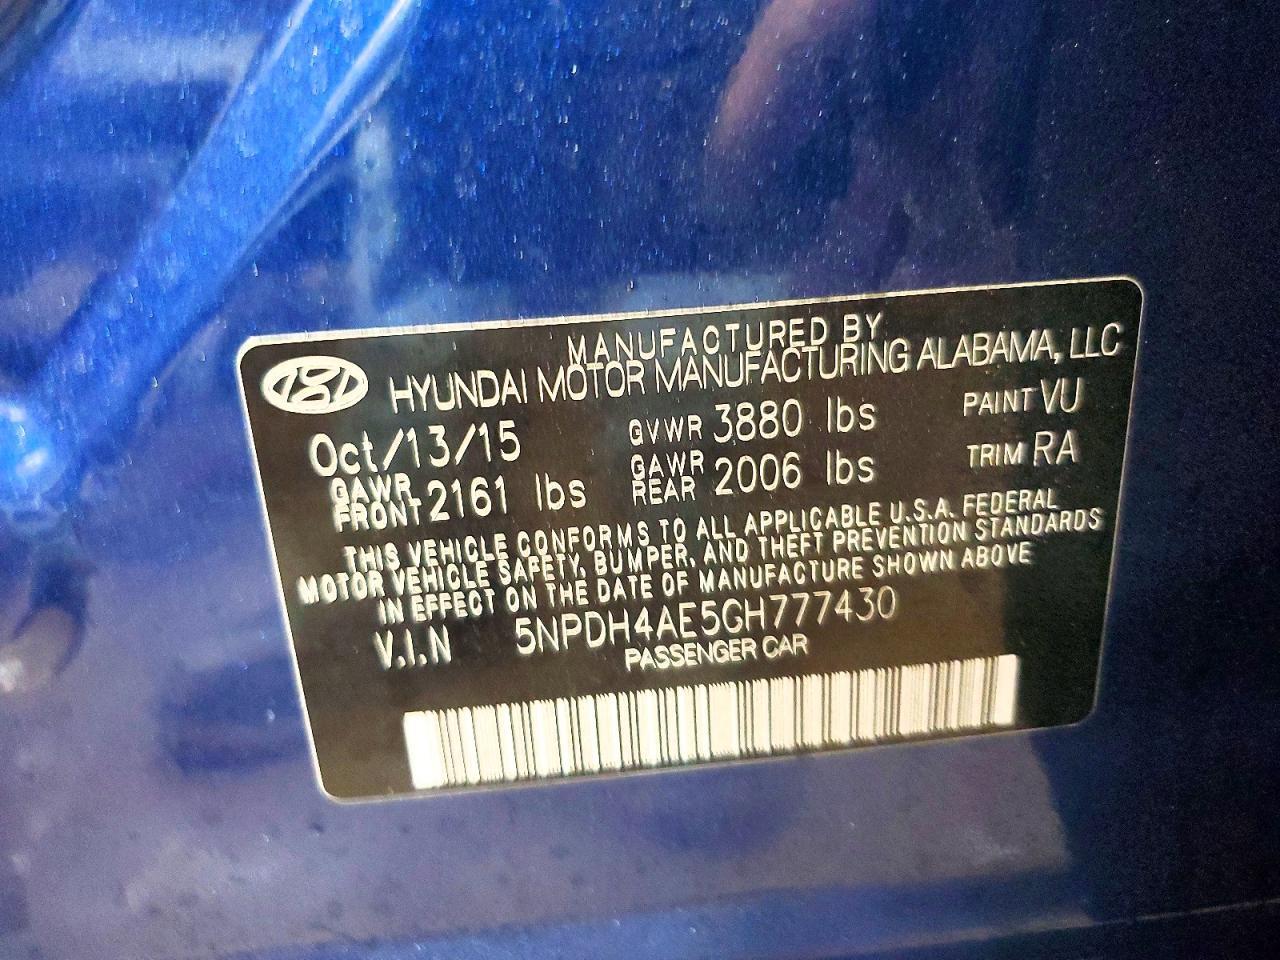 MANUFACTURED BY
HYUNDAI MOTOR MANUFACTURING ALABAMA, LLC
Oct/13/15 GVWR 3880 lbs PAINT VU
GAWR FRONT 2161 lbs GAWR REAR 2006 lbs TRIM RA
THIS VEHICLE CONFORMS TO ALL APPLICABLE U.S.A. FEDERAL
MOTOR VEHICLE SAFETY, BUMPER, AND THEFT PREVENTION STANDARDS
IN EFFECT ON THE DATE OF MANUFACTURE SHOWN ABOVE
V.I.N 5NPDH4AE5GH777430
PASSENGER CAR